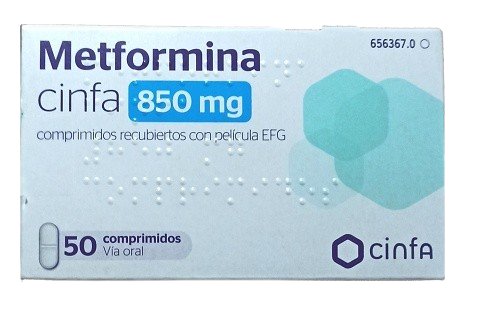 Metformina
656367.0
cinfa 850 mg
comprimidos recubiertos con película EFG
50 comprimidos
Vía oral
cinfa